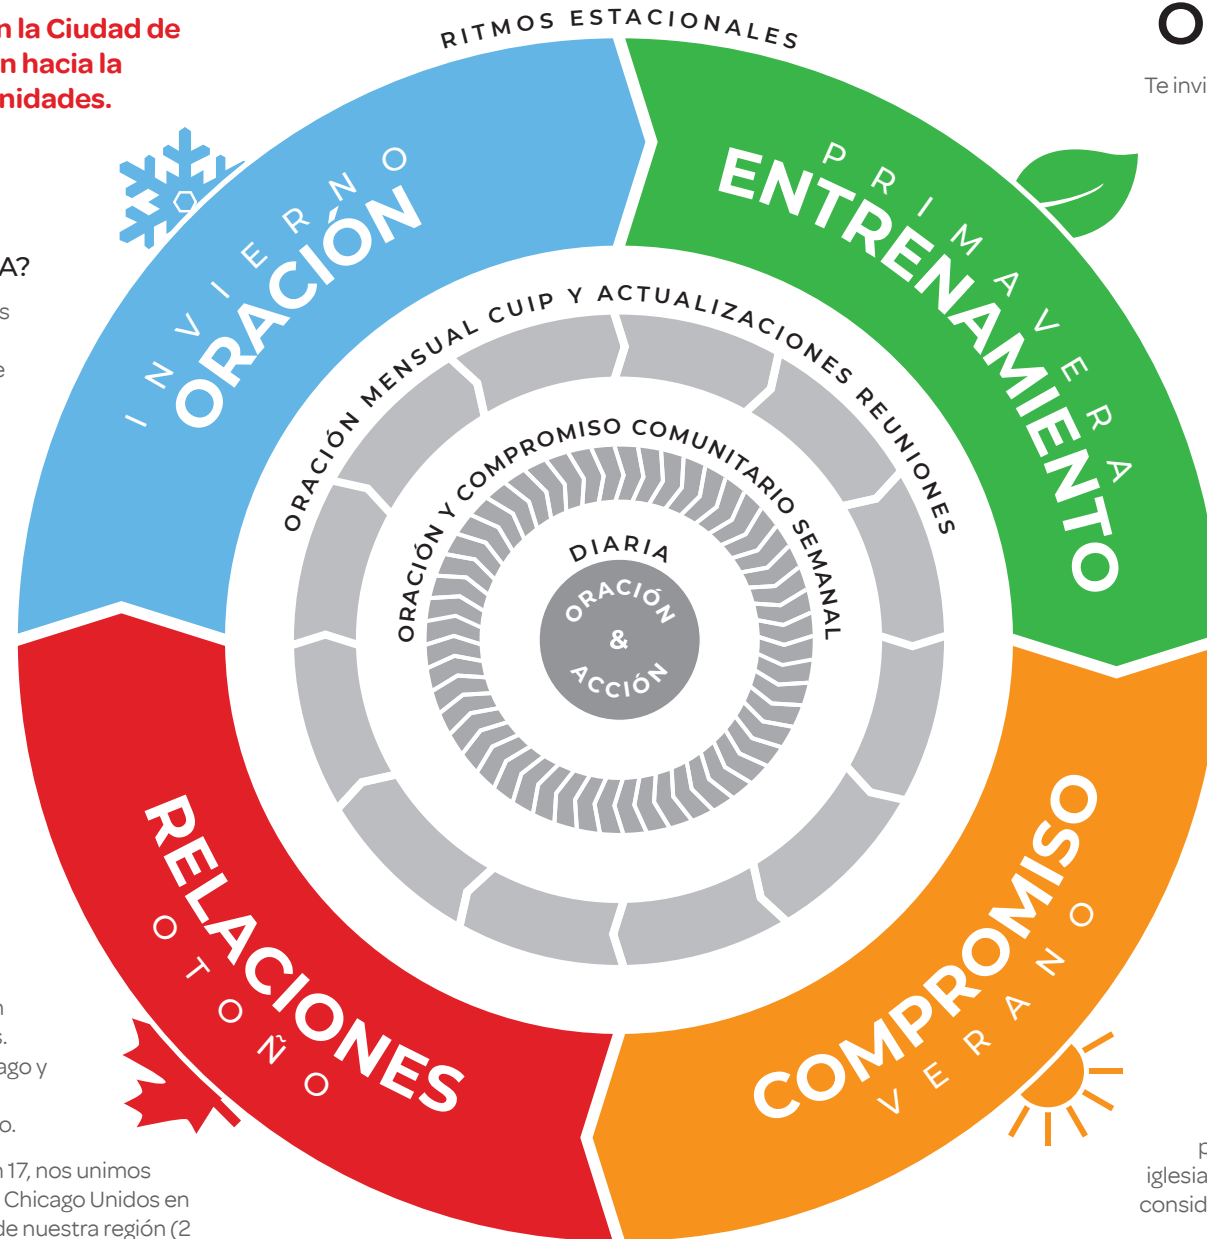 n la Ciudad de
n hacia la
nidades.
A?
s
e
RITMOS ESTACIONALES
O
Te invi
INVIERNO
ORACIÓN
PRIMAVERA
ENTRENAMIENTO
ORACIÓN MENSUAL CUIP Y ACTUALIZACIONES REUNIONES
ORACIÓN Y COMPROMISO COMUNITARIO SEMANAL
DIARIA
ORACIÓN
&
ACCIÓN
RELACIONES
OTOÑO
COMPROMISO
VERANO
n
s.
ago y
o.
n 17, nos unimos
Chicago Unidos en
de nuestra región (2
p
iglesia
consid